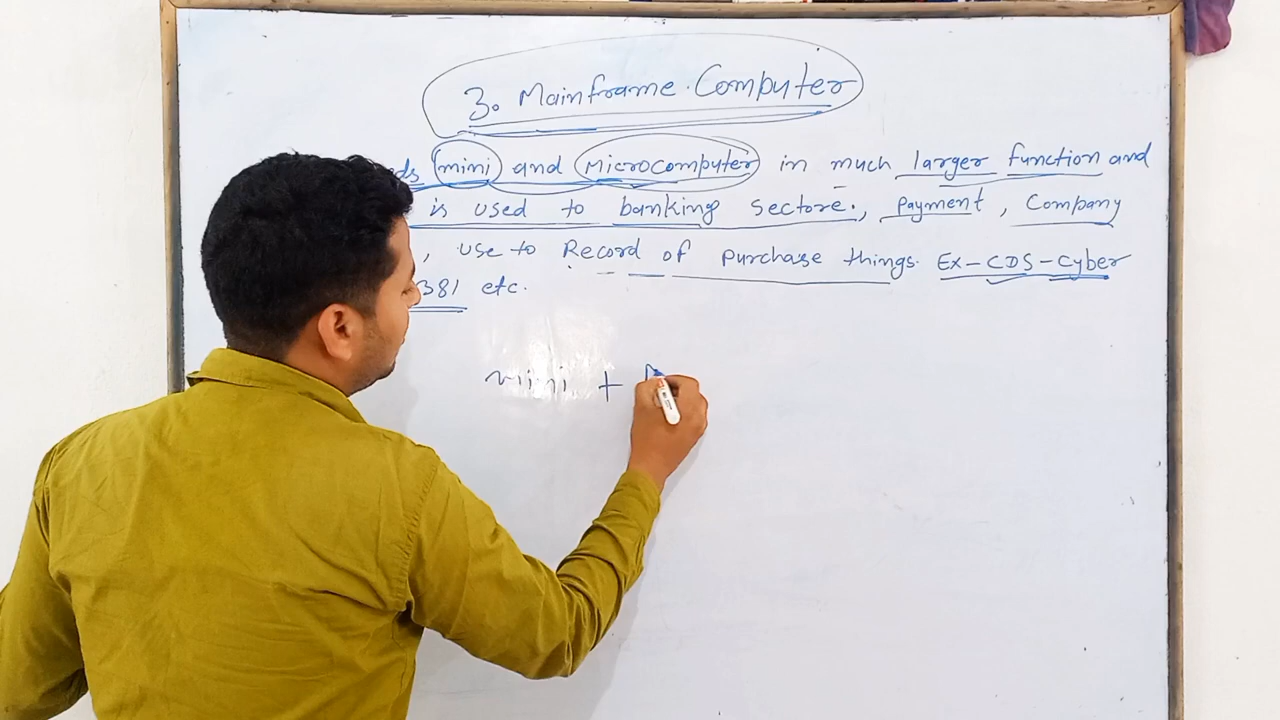 3. Mainframe Computer
ds mini and Microcomputer in much larger function and
is used to banking sectore., Payment, Company
, use to Record of purchase things. Ex-CDS-Cyber
381 etc.
mini +